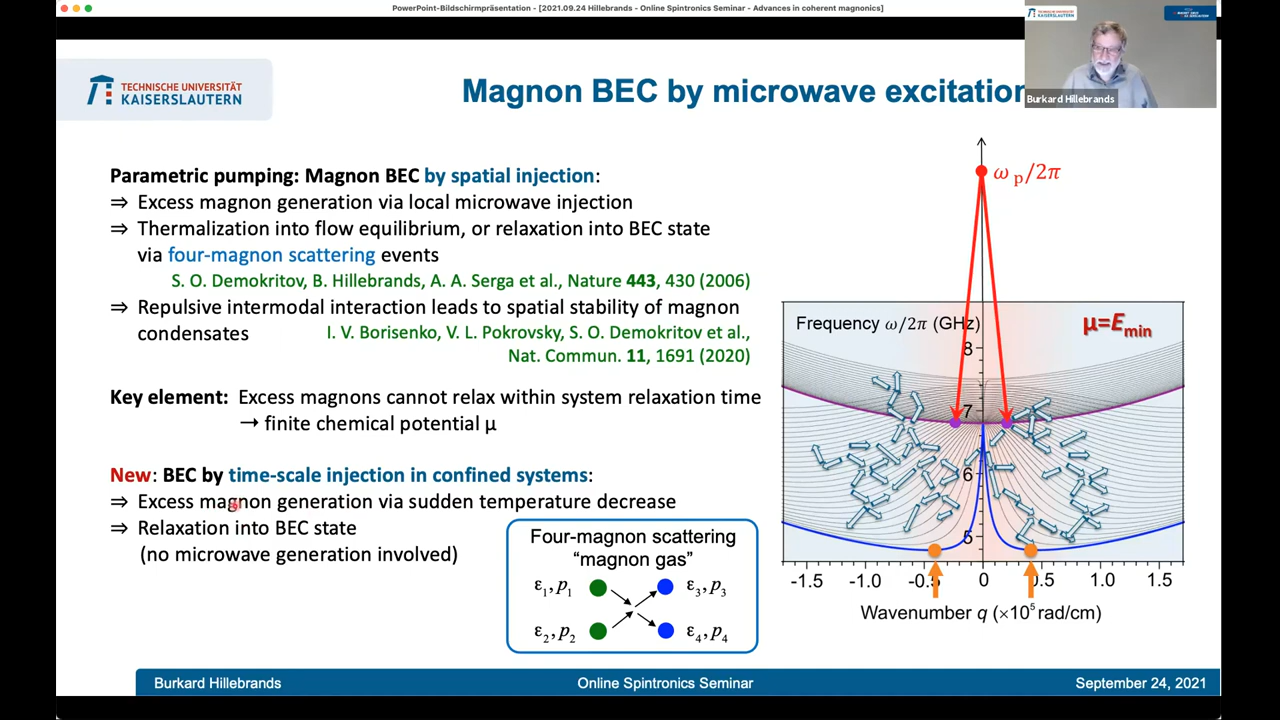 PowerPoint-Bildschirmpräsentation - [2021.09.24 Hillebrands - Online Spintronics Seminar - Advances in coherent magnonics]
TECHNISCHE UNIVERSITÄT
KAISERSLAUTERN
Magnon BEC by microwave excitation
Burkard Hillebrands
Parametric pumping: Magnon BEC by spatial injection:
⇒ Excess magnon generation via local microwave injection
⇒ Thermalization into flow equilibrium, or relaxation into BEC state
via four-magnon scattering events
S. O. Demokritov, B. Hillebrands, A. A. Serga et al., Nature 443, 430 (2006)
⇒ Repulsive intermodal interaction leads to spatial stability of magnon
condensates I. V. Borisenko, V. L. Pokrovsky, S. O. Demokritov et al.,
Nat. Commun. 11, 1691 (2020)
Key element: Excess magnons cannot relax within system relaxation time
→ finite chemical potential μ
New: BEC by time-scale injection in confined systems:
⇒ Excess magnon generation via sudden temperature decrease
⇒ Relaxation into BEC state
(no microwave generation involved)
Four-magnon scattering
“magnon gas”
ε1, p1 ε3, p3
ε2, p2 ε4, p4
ωp/2π
Frequency ω/2π (GHz)
μ=Emin
8
7
6
5
-1.5 -1.0 -0.5 0 0.5 1.0 1.5
Wavenumber q (×10⁵ rad/cm)
Burkard Hillebrands Online Spintronics Seminar September 24, 2021